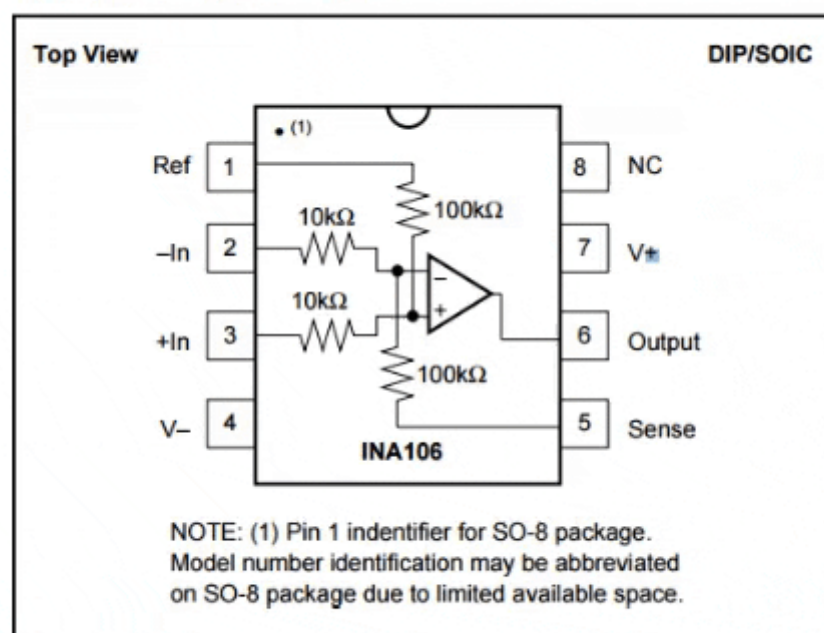 Top View DIP/SOIC
(1)
Ref 1 8 NC
10kΩ 100kΩ
–In 2 7 V+
10kΩ
+In 3 6 Output
100kΩ
V– 4 5 Sense
INA106
NOTE: (1) Pin 1 indentifier for SO-8 package.
Model number identification may be abbreviated
on SO-8 package due to limited available space.